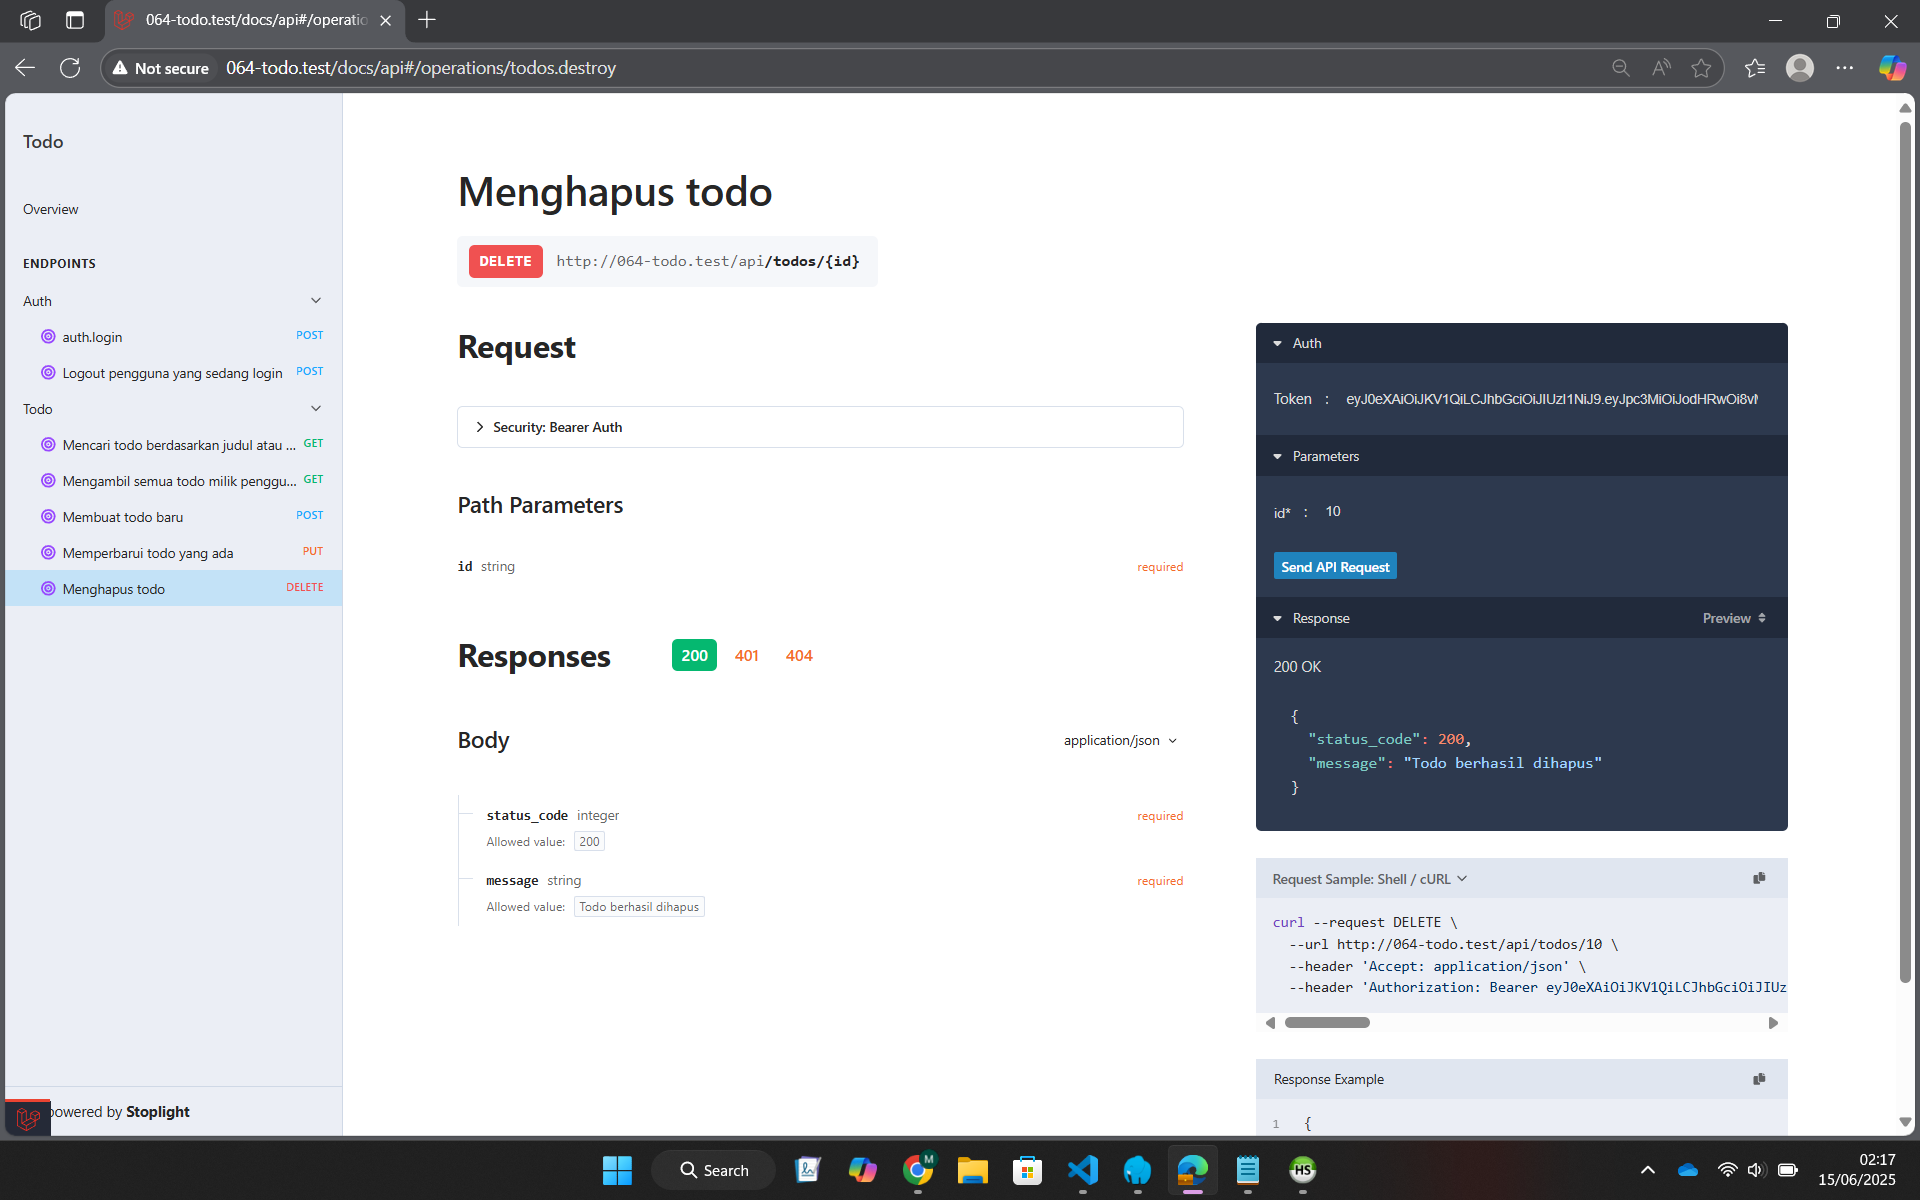 064-todo.test/docs/api#/operatio
Not secure
064-todo.test/docs/api#/operations/todos.destroy
Todo
Overview
ENDPOINTS
Auth
auth.login POST
Logout pengguna yang sedang login POST
Todo
Mencari todo berdasarkan judul atau ... GET
Mengambil semua todo milik penggu... GET
Membuat todo baru POST
Memperbarui todo yang ada PUT
Menghapus todo DELETE
powered by Stoplight
Menghapus todo
DELETE http://064-todo.test/api/todos/{id}
Request
Security: Bearer Auth
Path Parameters
id string required
Responses 200 401 404
Body application/json
status_code integer required
Allowed value: 200
message string required
Allowed value: Todo berhasil dihapus
Auth
Token : eyJ0eXAiOiJKV1QiLCJhbGciOiJIUzI1NiJ9.eyJpc3MiOiJodHRwOi8v
Parameters
id* : 10
Send API Request
Response Preview
200 OK
{
"status_code": 200,
"message": "Todo berhasil dihapus"
}
Request Sample: Shell / cURL
curl --request DELETE \
--url http://064-todo.test/api/todos/10 \
--header 'Accept: application/json' \
--header 'Authorization: Bearer eyJ0eXAiOiJKV1QiLCJhbGciOiJIUz
Response Example
1 {
Search
M
HS
02:17
15/06/2025